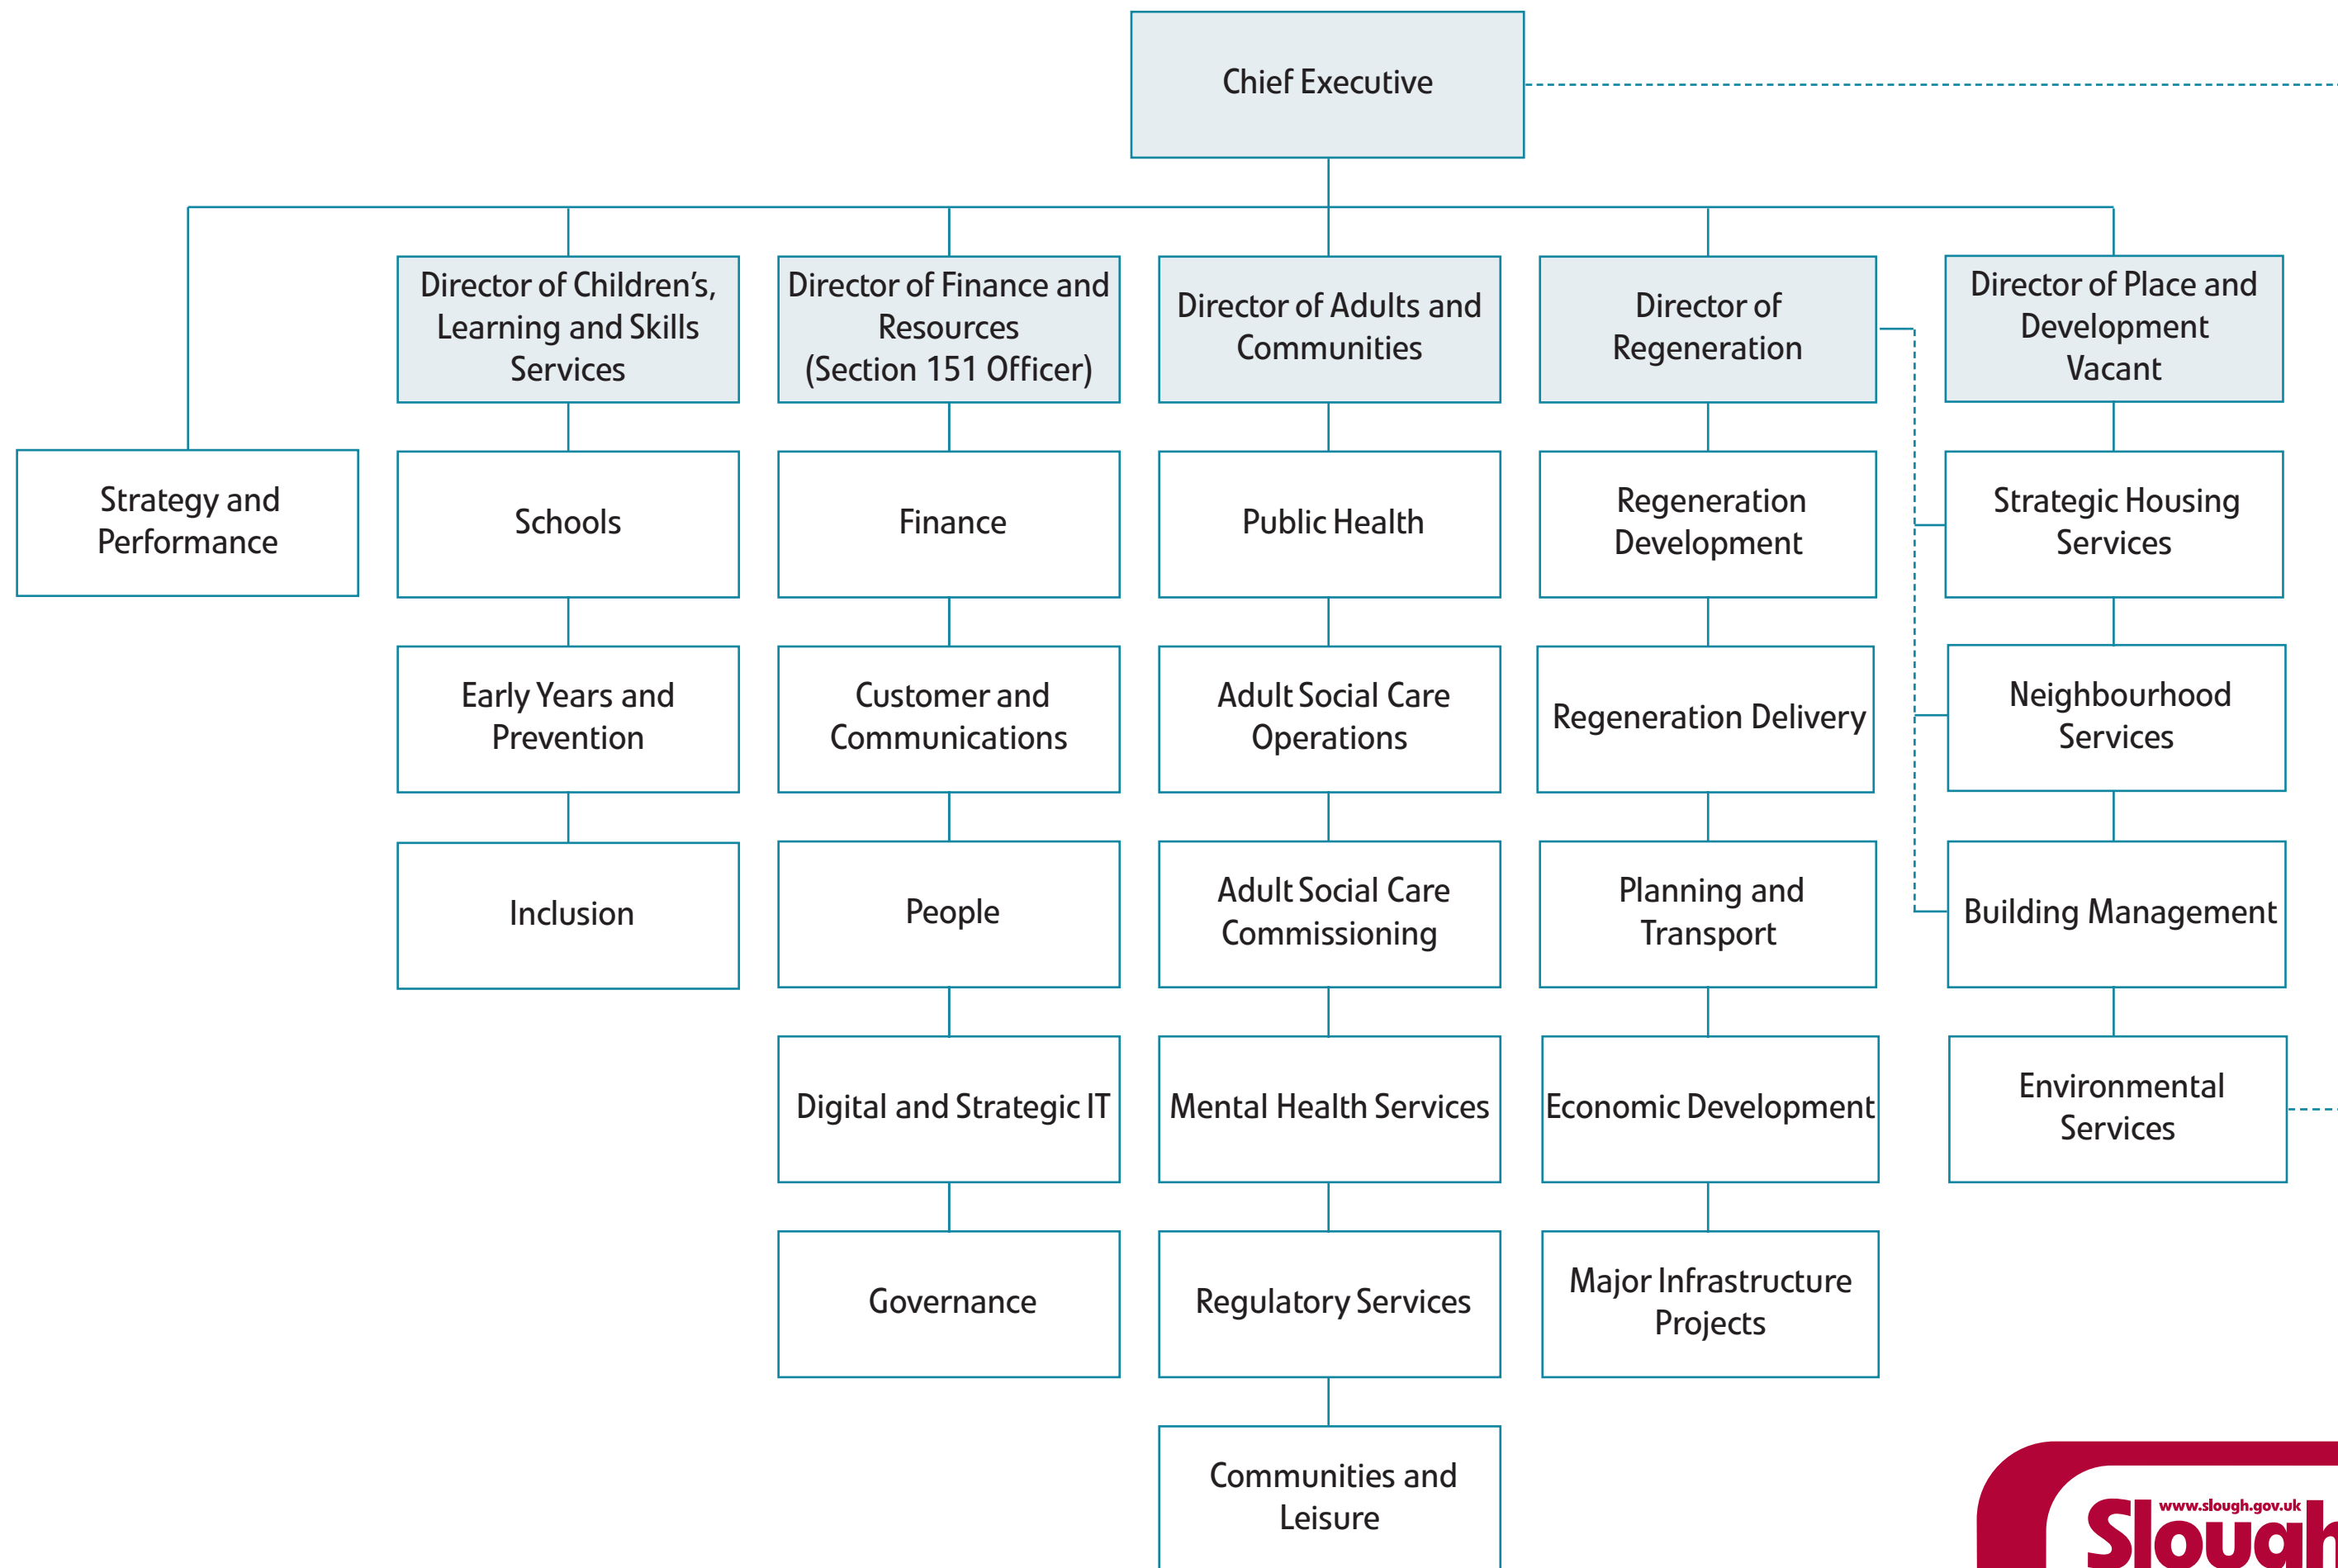 Chief Executive
Director of Children’s,
Learning and Skills
Services
Director of Finance and
Resources
(Section 151 Officer)
Director of Adults and
Communities
Director of
Regeneration
Director of Place and
Development
Vacant
Strategy and
Performance
Schools
Finance
Public Health
Regeneration
Development
Strategic Housing
Services
Early Years and
Prevention
Customer and
Communications
Adult Social Care
Operations
Regeneration Delivery
Neighbourhood
Services
Inclusion
People
Adult Social Care
Commissioning
Planning and
Transport
Building Management
Digital and Strategic IT
Mental Health Services
Economic Development
Environmental
Services
Governance
Regulatory Services
Major Infrastructure
Projects
Communities and
Leisure
www.slough.gov.uk
Slough